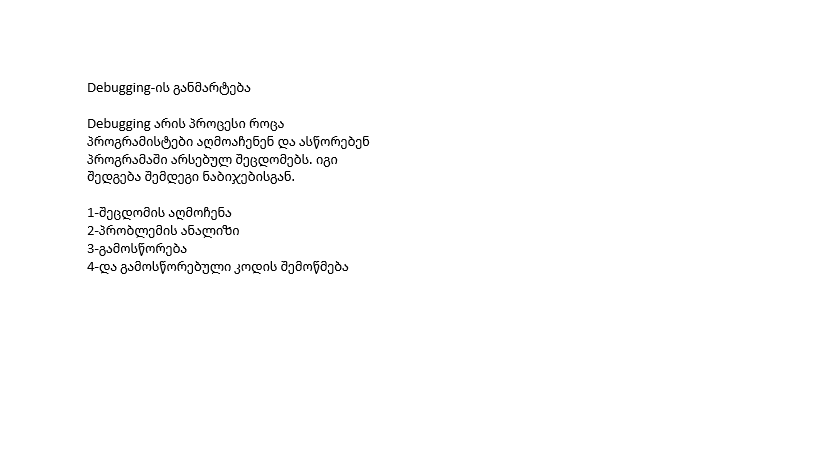 Debugging-ის განმარტება
Debugging არის პროცესი როცა
პროგრამისტები აღმოაჩენენ და ასწორებენ
პროგრამაში არსებულ შეცდომებს. იგი
შედგება შემდეგი ნაბიჯებისგან.
1-შეცდომის აღმოჩენა
2-პრობლემის ანალიზი
3-გამოსწორება
4-და გამოსწორებული კოდის შემოწმება